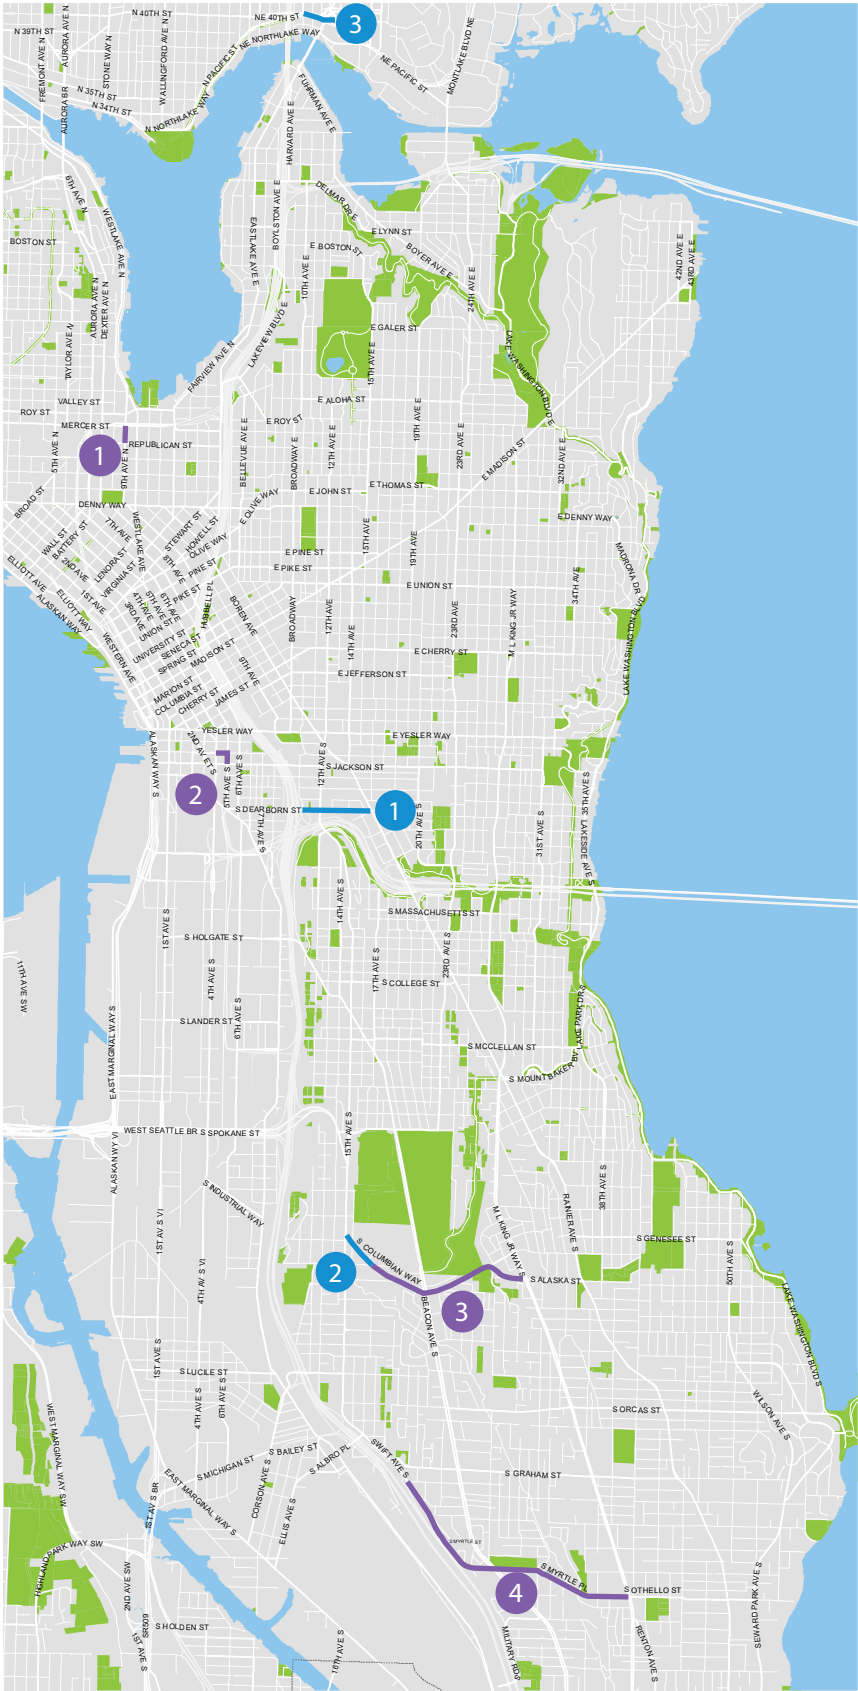 NE 40TH ST
3
N 40TH ST
N 39TH ST
AURORA AVE N
FREMONT AVE N
STONE WAY N
WALLINGFORD AVE N
N PACIFIC ST
NE NORTHLAKE WAY
NE PACIFIC ST
MONTLAKE BLVD NE
N 35TH ST
N 34TH ST
AURORA BR
N NORTHLAKE WAY
FUHRMAN AVE E
HARVARD AVE E
6TH AVE N
WESTLAKE AVE N
BOYLSTON AVE E
DELMAR DR E
EASTLAKE AVE E
E LYNN ST
BOSTON ST
E BOSTON ST
BOYER AVE E
42ND AVE E
43RD AVE E
10TH AVE E
24TH AVE E
AURORA AVE N
DEXTER AVE N
TAYLOR AVE N
LAKEVIEW BLVD E
E GALER ST
FAIRVIEW AVE N
15TH AVE E
LAKE WASHINGTON BLVD E
VALLEY ST
ROY ST
E ALOHA ST
MERCER ST
E ROY ST
1
REPUBLICAN ST
5TH AVE N
9TH AVE N
BELLEVUE AVE E
BROADWAY E
12TH AVE E
19TH AVE E
23RD AVE E
E MADISON ST
32ND AVE E
E THOMAS ST
E JOHN ST
BROAD ST
DENNY WAY
E OLIVE WAY
E DENNY WAY
7TH AVE
WESTLAKE AVE
STEWART ST
HOWELL ST
OLIVE WAY
WALL ST
BATTERY ST
2ND AVE
LENORA ST
VIRGINIA ST
8TH AVE
PINE ST
PIKE ST
15TH AVE
19TH AVE
E PINE ST
E PIKE ST
MADRONA DR
ELLIOTT AVE
ALASKAN WAY
ELLIOTT WAY
1ST AVE
3RD AVE
4TH AVE
5TH AVE
6TH AVE
HUBBELL PL
E UNION ST
34TH AVE
UNION ST
UNIVERSITY ST
SENECA ST
SPRING ST
MADISON ST
BOREN AVE
BROADWAY
12TH AVE
14TH AVE
23RD AVE
M L KING JR WAY
LAKE WASHINGTON BLVD
WESTERN AVE
9TH AVE
E CHERRY ST
E JEFFERSON ST
MARION ST
COLUMBIA ST
CHERRY ST
JAMES ST
YESLER WAY
E YESLER WAY
ALASKAN WAY S
2ND AV ET S
5TH AVE S
6TH AVE S
12TH AVE S
S JACKSON ST
2
S DEARBORN ST
1
7TH AVE S
20TH AVE S
31ST AVE S
35TH AVE S
LAKESIDE AVE S
14TH AVE S
S MASSACHUSETTS ST
1ST AVE S
S HOLGATE ST
4TH AVE S
17TH AVE S
23RD AVE S
S COLLEGE ST
11TH AVE SW
6TH AVE S
S LANDER ST
EAST MARGINAL WAY S
LAKE PARK DR S
S MCCLELLAN ST
S MOUNT BAKER BV
WEST SEATTLE BR
S SPOKANE ST
15TH AVE S
ALASKAN WY VI
S INDUSTRIAL WAY
1ST AV S VI
4TH AV S VI
38TH AVE S
RAINIER AVE S
M L KING JR WAY S
S GENESEE ST
50TH AVE S
S COLUMBIAN WAY
2
S ALASKA ST
3
BEACON AVE S
LAKE WASHINGTON BLVD S
1ST AVE S
S LUCILE ST
4TH AVE S
6TH AVE S
S ORCAS ST
WILSON AVE S
WEST MARGINAL WAY SW
S BAILEY ST
S ALBRO PL
SWIFT AVE S
S MICHIGAN ST
CORSON AVE S
S GRAHAM ST
EAST MARGINAL WAY S
1ST AV S BR
ELLIS AVE S
S MYRTLE ST
HIGHLAND PARK WAY SW
2ND AVE SW
S MYRTLE PL
4
S OTHELLO ST
SEWARD PARK AVE S
SR509
1ST AVE S
S HOLDEN ST
16TH AVE S
MILITARY RD S
RENTON AVE S